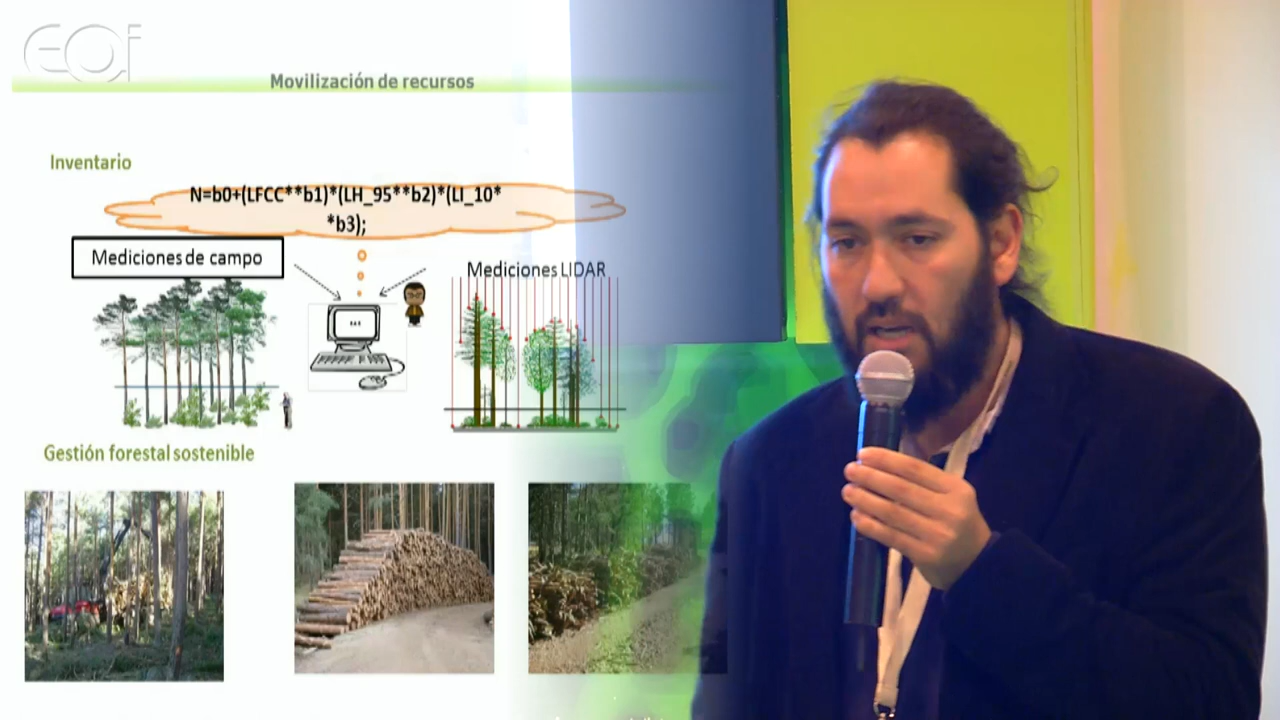 eoi
Movilización de recursos
Inventario
N=b0+(LFCC**b1)*(LH_95**b2)*(LI_10*
*b3);
Mediciones de campo
Mediciones LIDAR
Gestión forestal sostenible